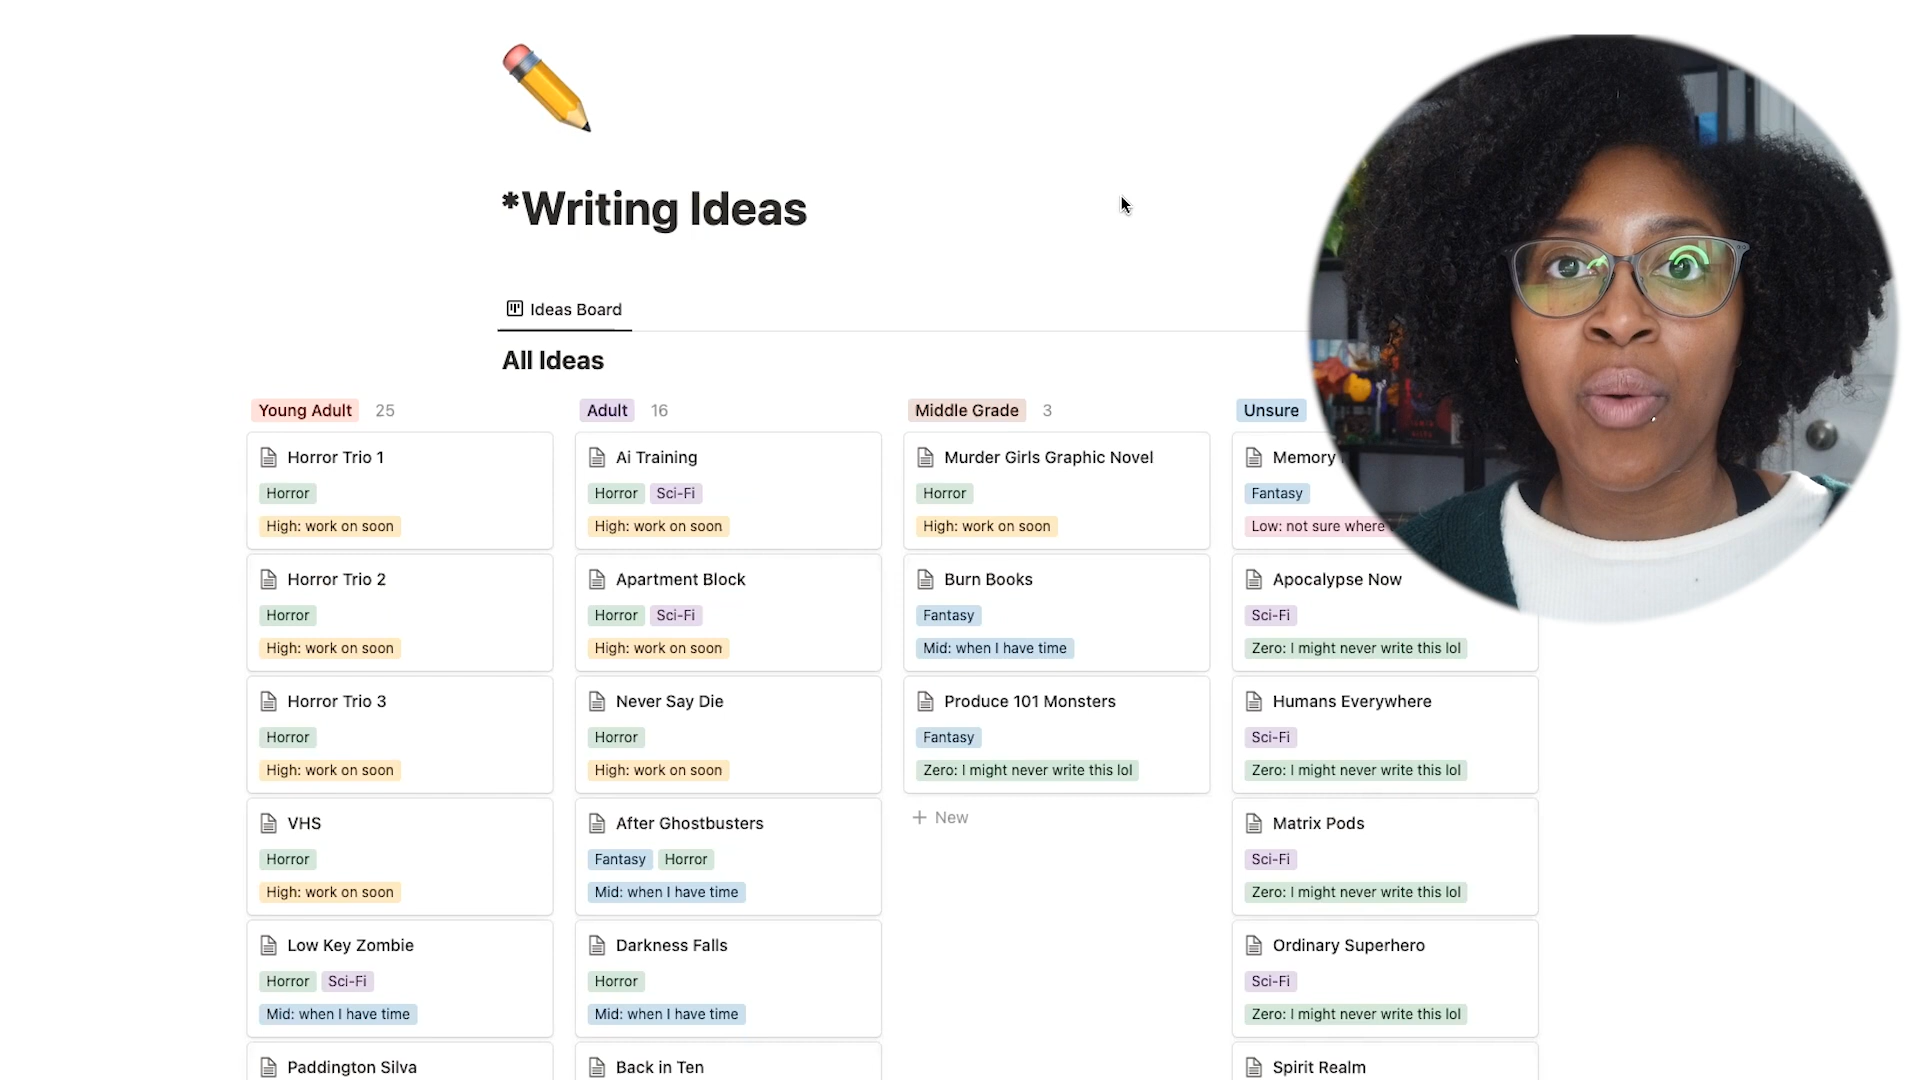 *Writing Ideas
Ideas Board
All Ideas
Young Adult 25
Horror Trio 1
Horror
High: work on soon
Horror Trio 2
Horror
High: work on soon
Horror Trio 3
Horror
High: work on soon
VHS
Horror
High: work on soon
Low Key Zombie
Horror Sci-Fi
Mid: when I have time
Paddington Silva
Adult 16
Ai Training
Horror Sci-Fi
High: work on soon
Apartment Block
Horror Sci-Fi
High: work on soon
Never Say Die
Horror
High: work on soon
After Ghostbusters
Fantasy Horror
Mid: when I have time
Darkness Falls
Horror
Mid: when I have time
Back in Ten
Middle Grade 3
Murder Girls Graphic Novel
Horror
High: work on soon
Burn Books
Fantasy
Mid: when I have time
Produce 101 Monsters
Fantasy
Zero: I might never write this lol
+ New
Unsure
Memory
Fantasy
Low: not sure where
Apocalypse Now
Sci-Fi
Zero: I might never write this lol
Humans Everywhere
Sci-Fi
Zero: I might never write this lol
Matrix Pods
Sci-Fi
Zero: I might never write this lol
Ordinary Superhero
Sci-Fi
Zero: I might never write this lol
Spirit Realm